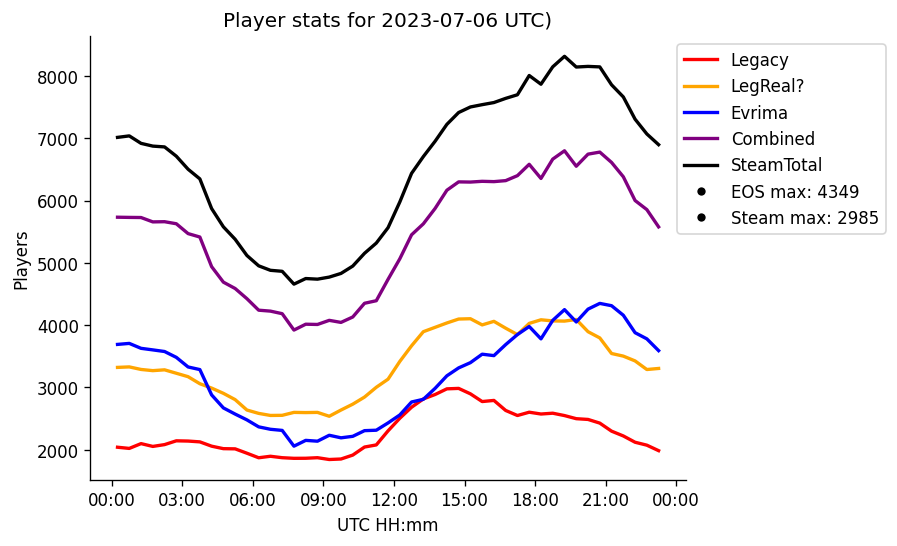 Player stats for 2023-07-06 UTC)
Legacy
LegReal?
Evrima
Combined
SteamTotal
EOS max: 4349
Steam max: 2985
Players
8000
7000
6000
5000
4000
3000
2000
00:00 03:00 06:00 09:00 12:00 15:00 18:00 21:00 00:00
UTC HH:mm